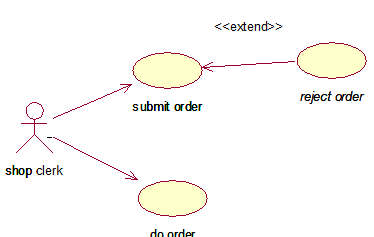 <<extend>>
submit order
reject order
shop clerk
do order